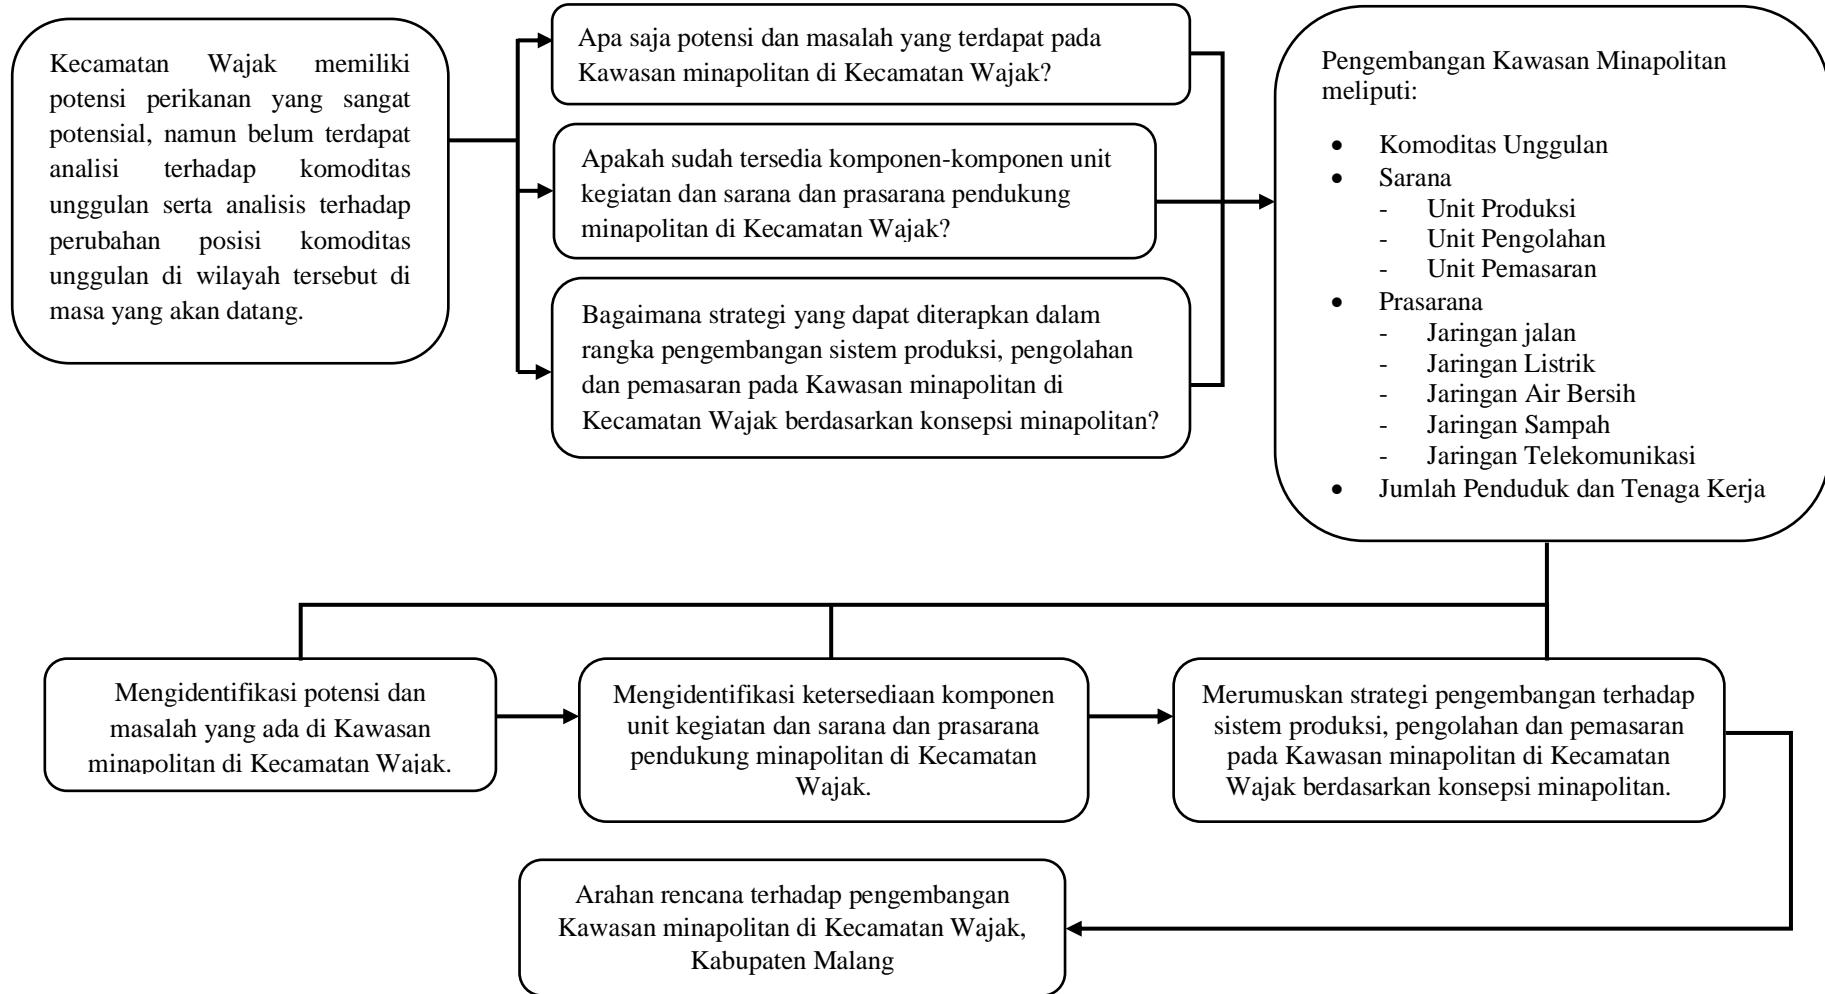 Kecamatan Wajak memiliki
potensi perikanan yang sangat
potensial, namun belum terdapat
analisi terhadap komoditas
unggulan serta analisis terhadap
perubahan posisi komoditas
unggulan di wilayah tersebut di
masa yang akan datang.
Apa saja potensi dan masalah yang terdapat pada
Kawasan minapolitan di Kecamatan Wajak?
Apakah sudah tersedia komponen-komponen unit
kegiatan dan sarana dan prasarana pendukung
minapolitan di Kecamatan Wajak?
Bagaimana strategi yang dapat diterapkan dalam
rangka pengembangan sistem produksi, pengolahan
dan pemasaran pada Kawasan minapolitan di
Kecamatan Wajak berdasarkan konsepsi minapolitan?
Pengembangan Kawasan Minapolitan
meliputi:
• Komoditas Unggulan
• Sarana
- Unit Produksi
- Unit Pengolahan
- Unit Pemasaran
• Prasarana
- Jaringan jalan
- Jaringan Listrik
- Jaringan Air Bersih
- Jaringan Sampah
- Jaringan Telekomunikasi
• Jumlah Penduduk dan Tenaga Kerja
Mengidentifikasi potensi dan
masalah yang ada di Kawasan
minapolitan di Kecamatan Wajak.
Mengidentifikasi ketersediaan komponen
unit kegiatan dan sarana dan prasarana
pendukung minapolitan di Kecamatan
Wajak.
Merumuskan strategi pengembangan terhadap
sistem produksi, pengolahan dan pemasaran
pada Kawasan minapolitan di Kecamatan
Wajak berdasarkan konsepsi minapolitan.
Arahan rencana terhadap pengembangan
Kawasan minapolitan di Kecamatan Wajak,
Kabupaten Malang